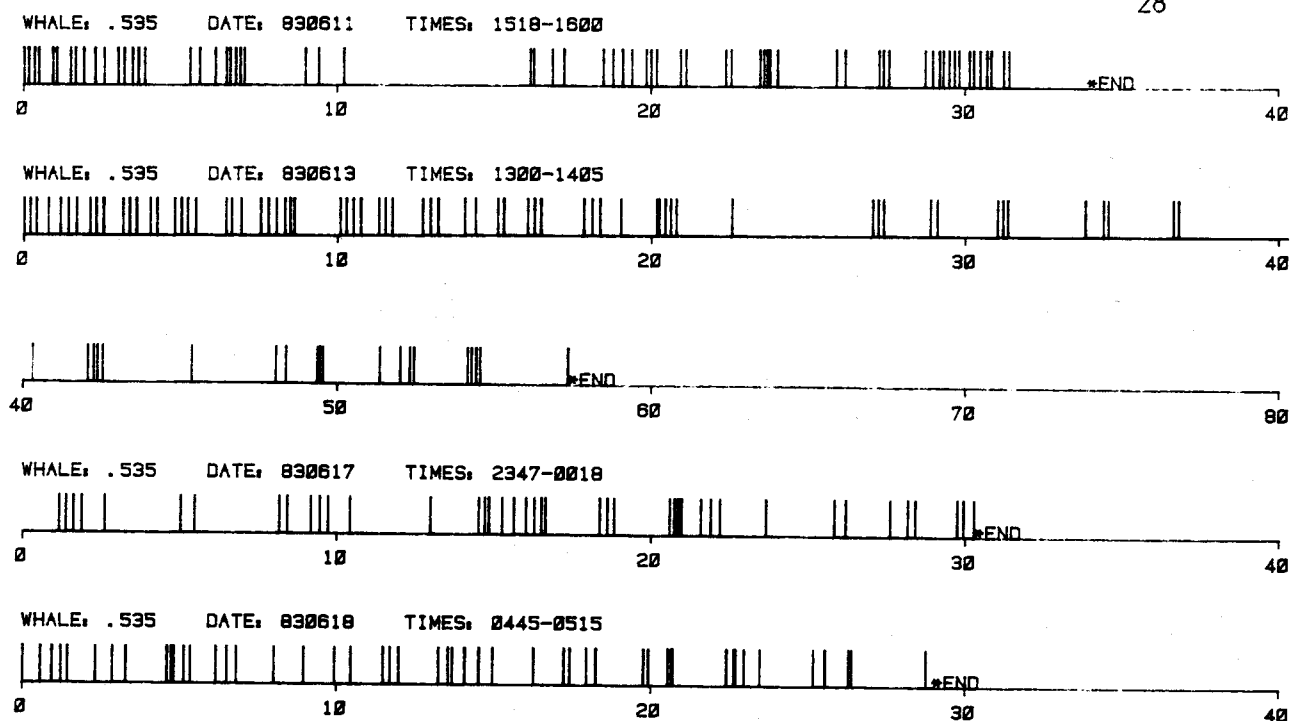 28
WHALE: .535 DATE: 830611 TIMES: 1518-1600
*END
0 10 20 30 40
WHALE: .535 DATE: 830613 TIMES: 1300-1405
0 10 20 30 40
*END
40 50 60 70 80
WHALE: .535 DATE: 830617 TIMES: 2347-0018
*END
0 10 20 30 40
WHALE: .535 DATE: 830618 TIMES: 0445-0515
*END
0 10 20 30 40